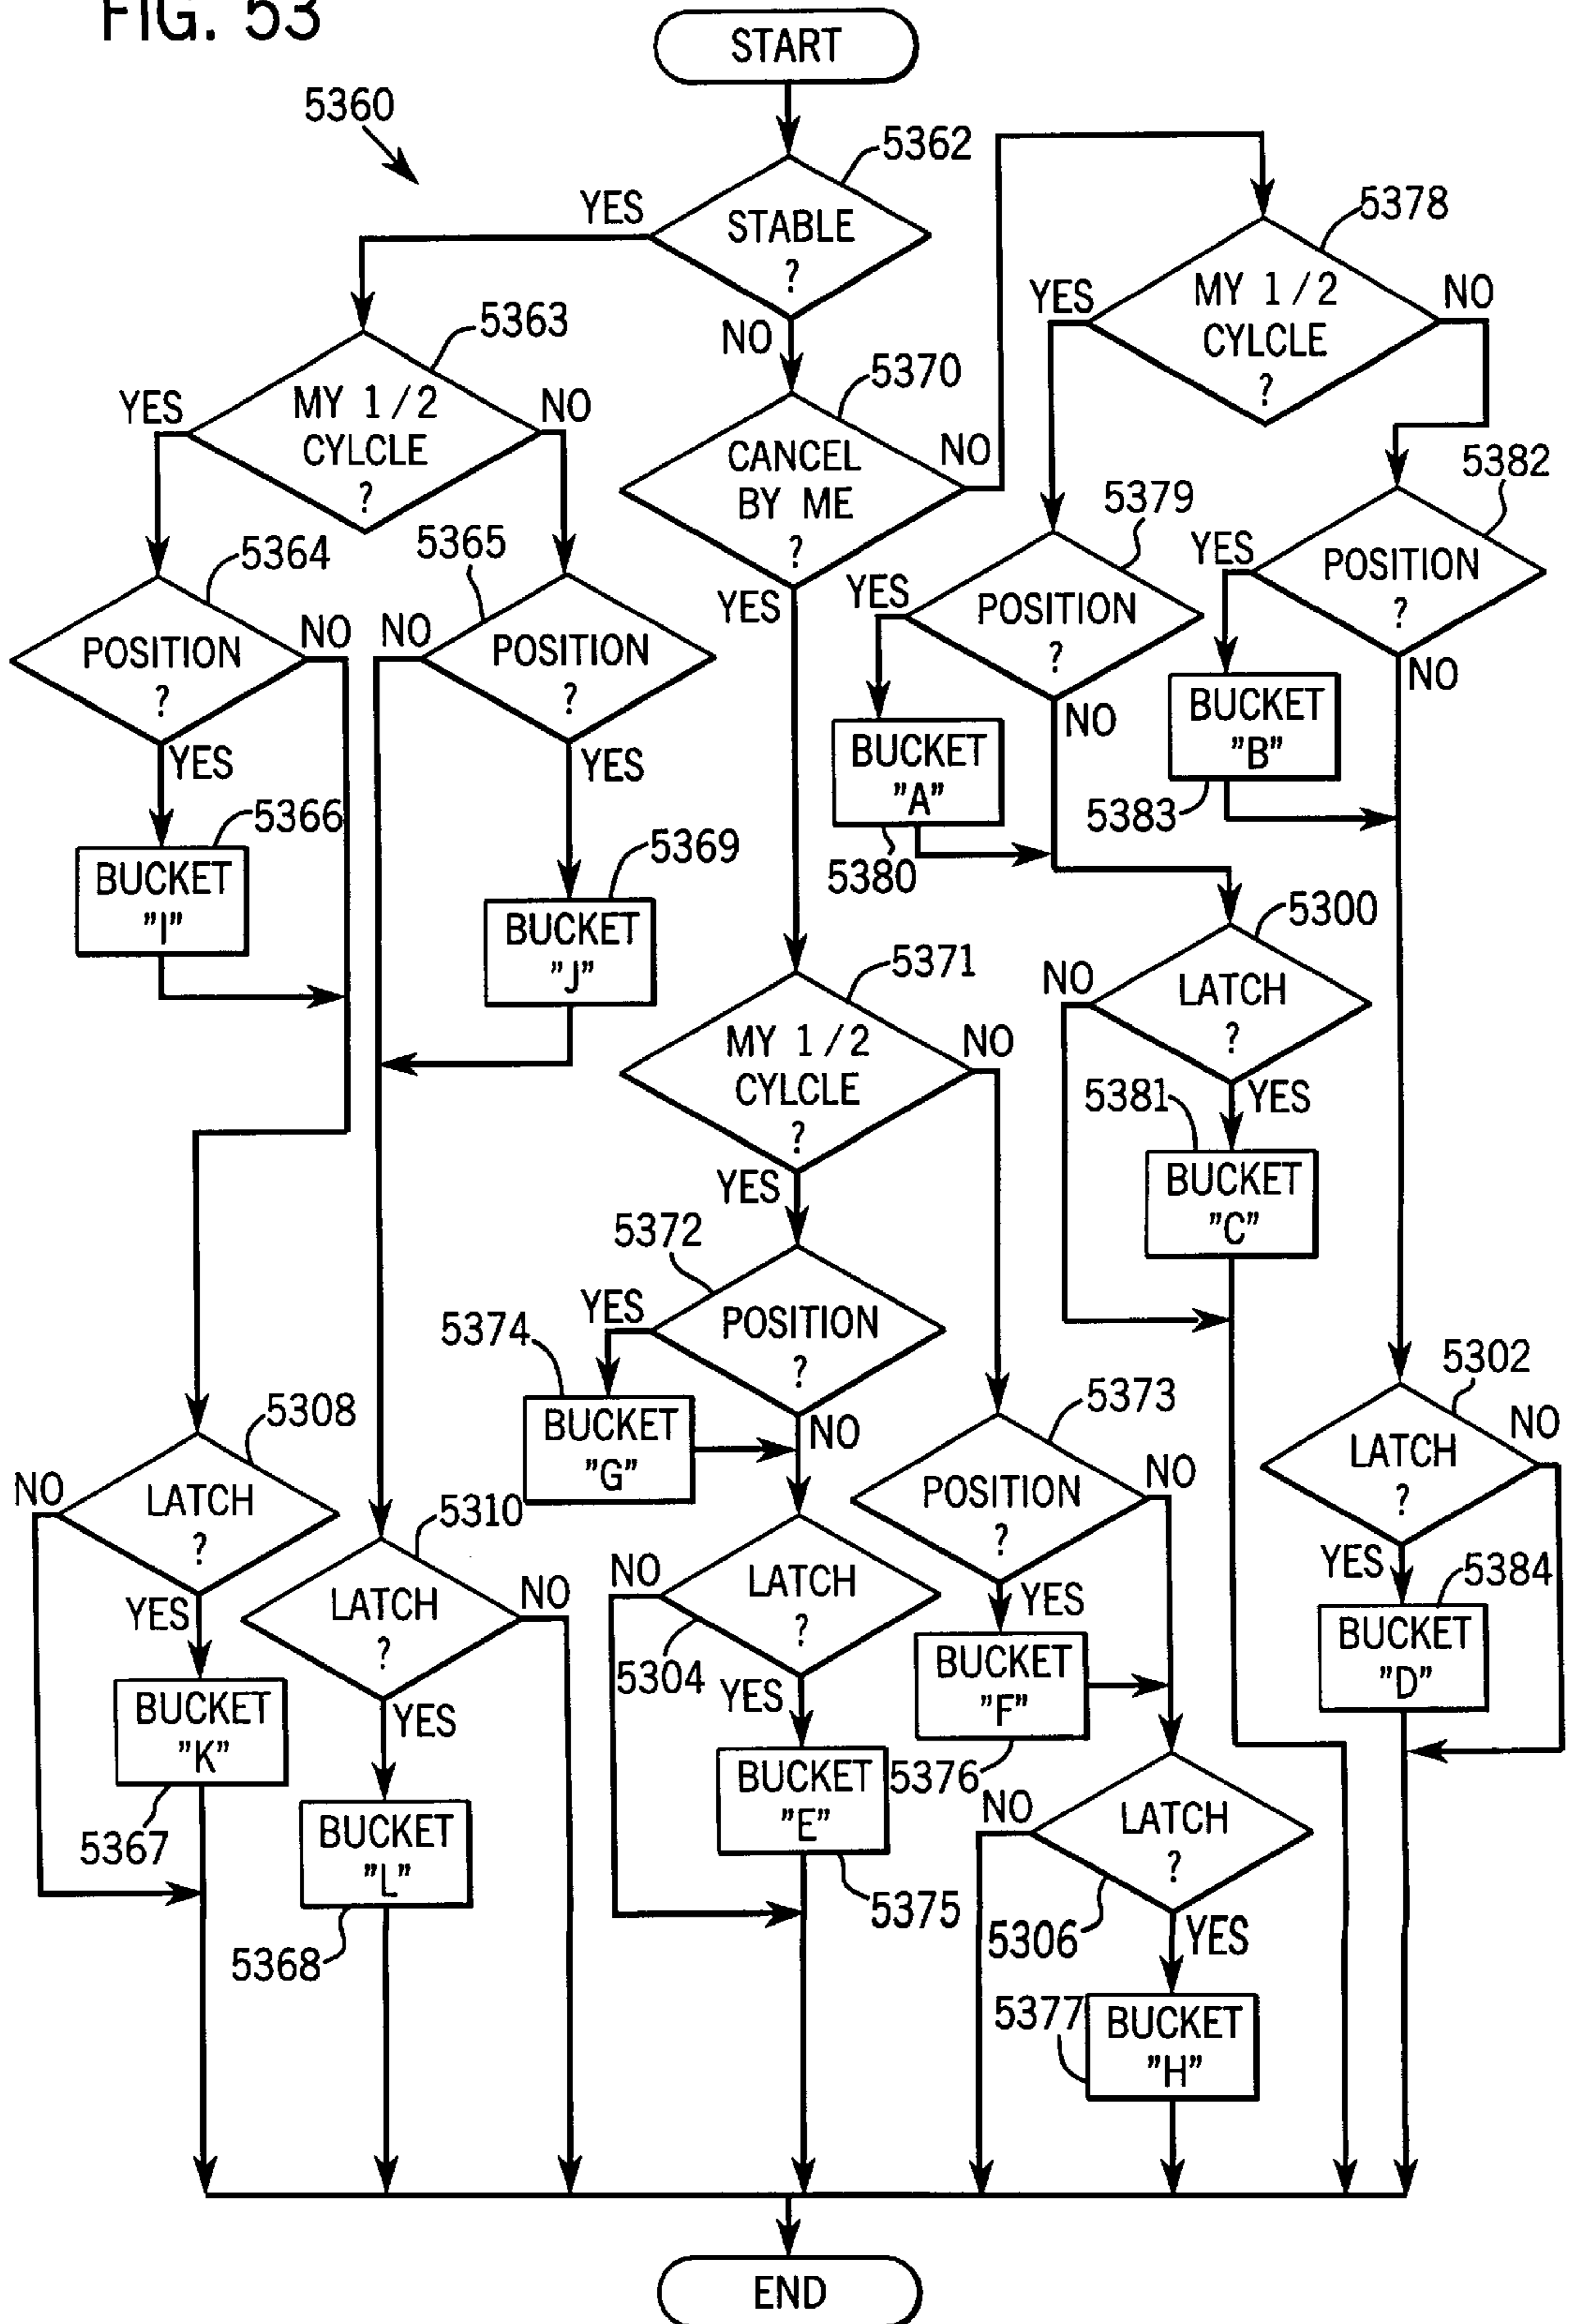 FIG. 53
START
5360
5362
STABLE
?
YES
NO
5378
MY 1/2
CYLCLE
?
YES
NO
5363
MY 1/2
CYLCLE
?
YES
NO
5370
CANCEL
BY ME
?
NO
YES
5382
POSITION
?
YES
NO
5379
POSITION
?
YES
NO
5364
POSITION
?
NO
YES
5365
POSITION
?
NO
YES
BUCKET
"B"
5383
BUCKET
"A"
5380
5366
BUCKET
"I"
5369
BUCKET
"J"
5300
LATCH
?
NO
YES
5371
MY 1/2
CYLCLE
?
NO
YES
5381
BUCKET
"C"
5372
POSITION
?
YES
NO
5374
BUCKET
"G"
5373
POSITION
?
NO
YES
5302
LATCH
?
NO
YES
5308
LATCH
?
NO
YES
5310
LATCH
?
NO
YES
LATCH
?
NO
5304
YES
BUCKET
"F"
5376
5384
BUCKET
"D"
BUCKET
"K"
5367
BUCKET
"L"
5368
BUCKET
"E"
5375
LATCH
?
NO
5306
YES
5377
BUCKET
"H"
END